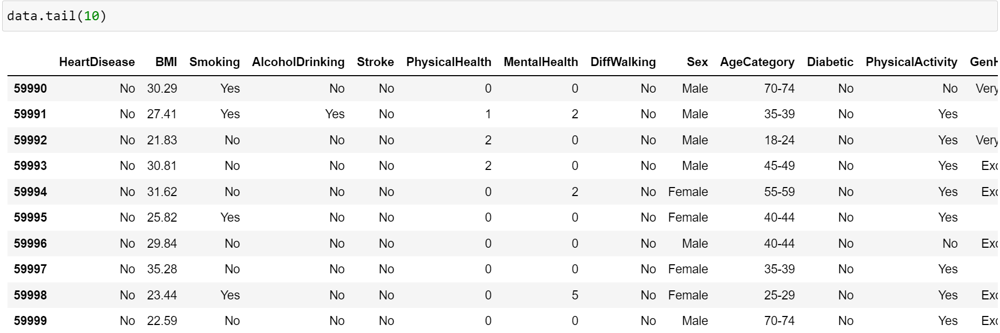 data.tail(10)
HeartDisease BMI Smoking AlcoholDrinking Stroke PhysicalHealth MentalHealth DiffWalking Sex AgeCategory Diabetic PhysicalActivity GenH
59990 No 30.29 Yes No No 0 0 No Male 70-74 No No Very
59991 No 27.41 Yes Yes No 1 2 No Male 35-39 No Yes
59992 No 21.83 No No No 2 0 No Male 18-24 No Yes Very
59993 No 30.81 No No No 2 0 No Male 45-49 No Yes Exc
59994 No 31.62 No No No 0 2 No Female 55-59 No Yes Exc
59995 No 25.82 Yes No No 0 0 No Female 40-44 No Yes
59996 No 29.84 No No No 0 0 No Male 40-44 No No Exc
59997 No 35.28 No No No 0 0 No Female 35-39 No Yes
59998 No 23.44 Yes No No 0 5 No Female 25-29 No Yes Exc
59999 No 22.59 No No No 0 0 No Male 70-74 No Yes Exc